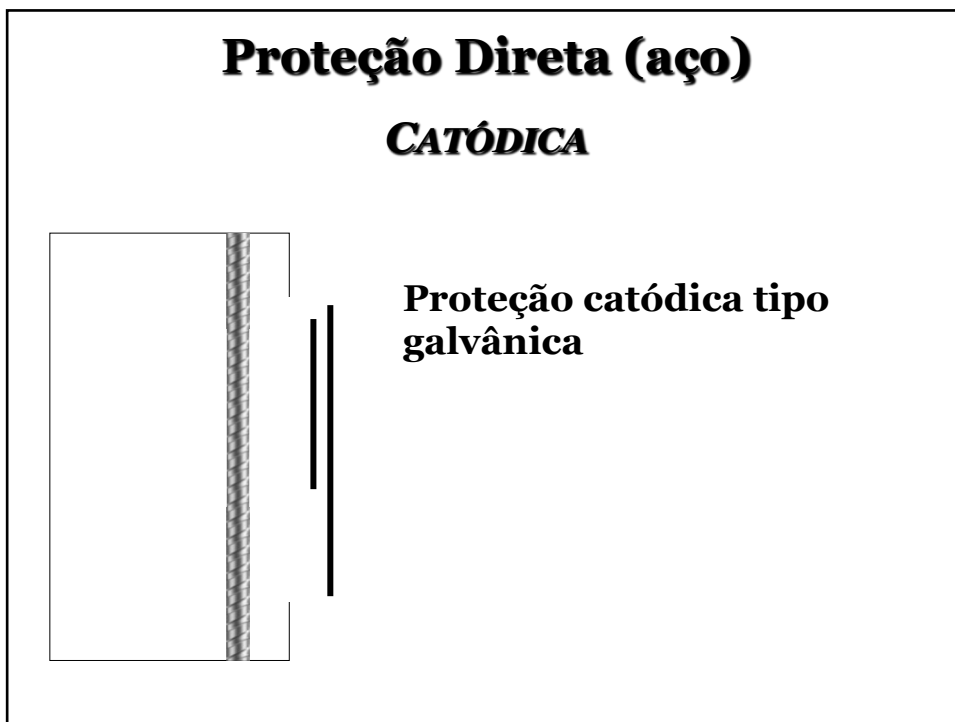 Proteção Direta (aço)
CATÓDICA
Proteção catódica tipo
galvânica